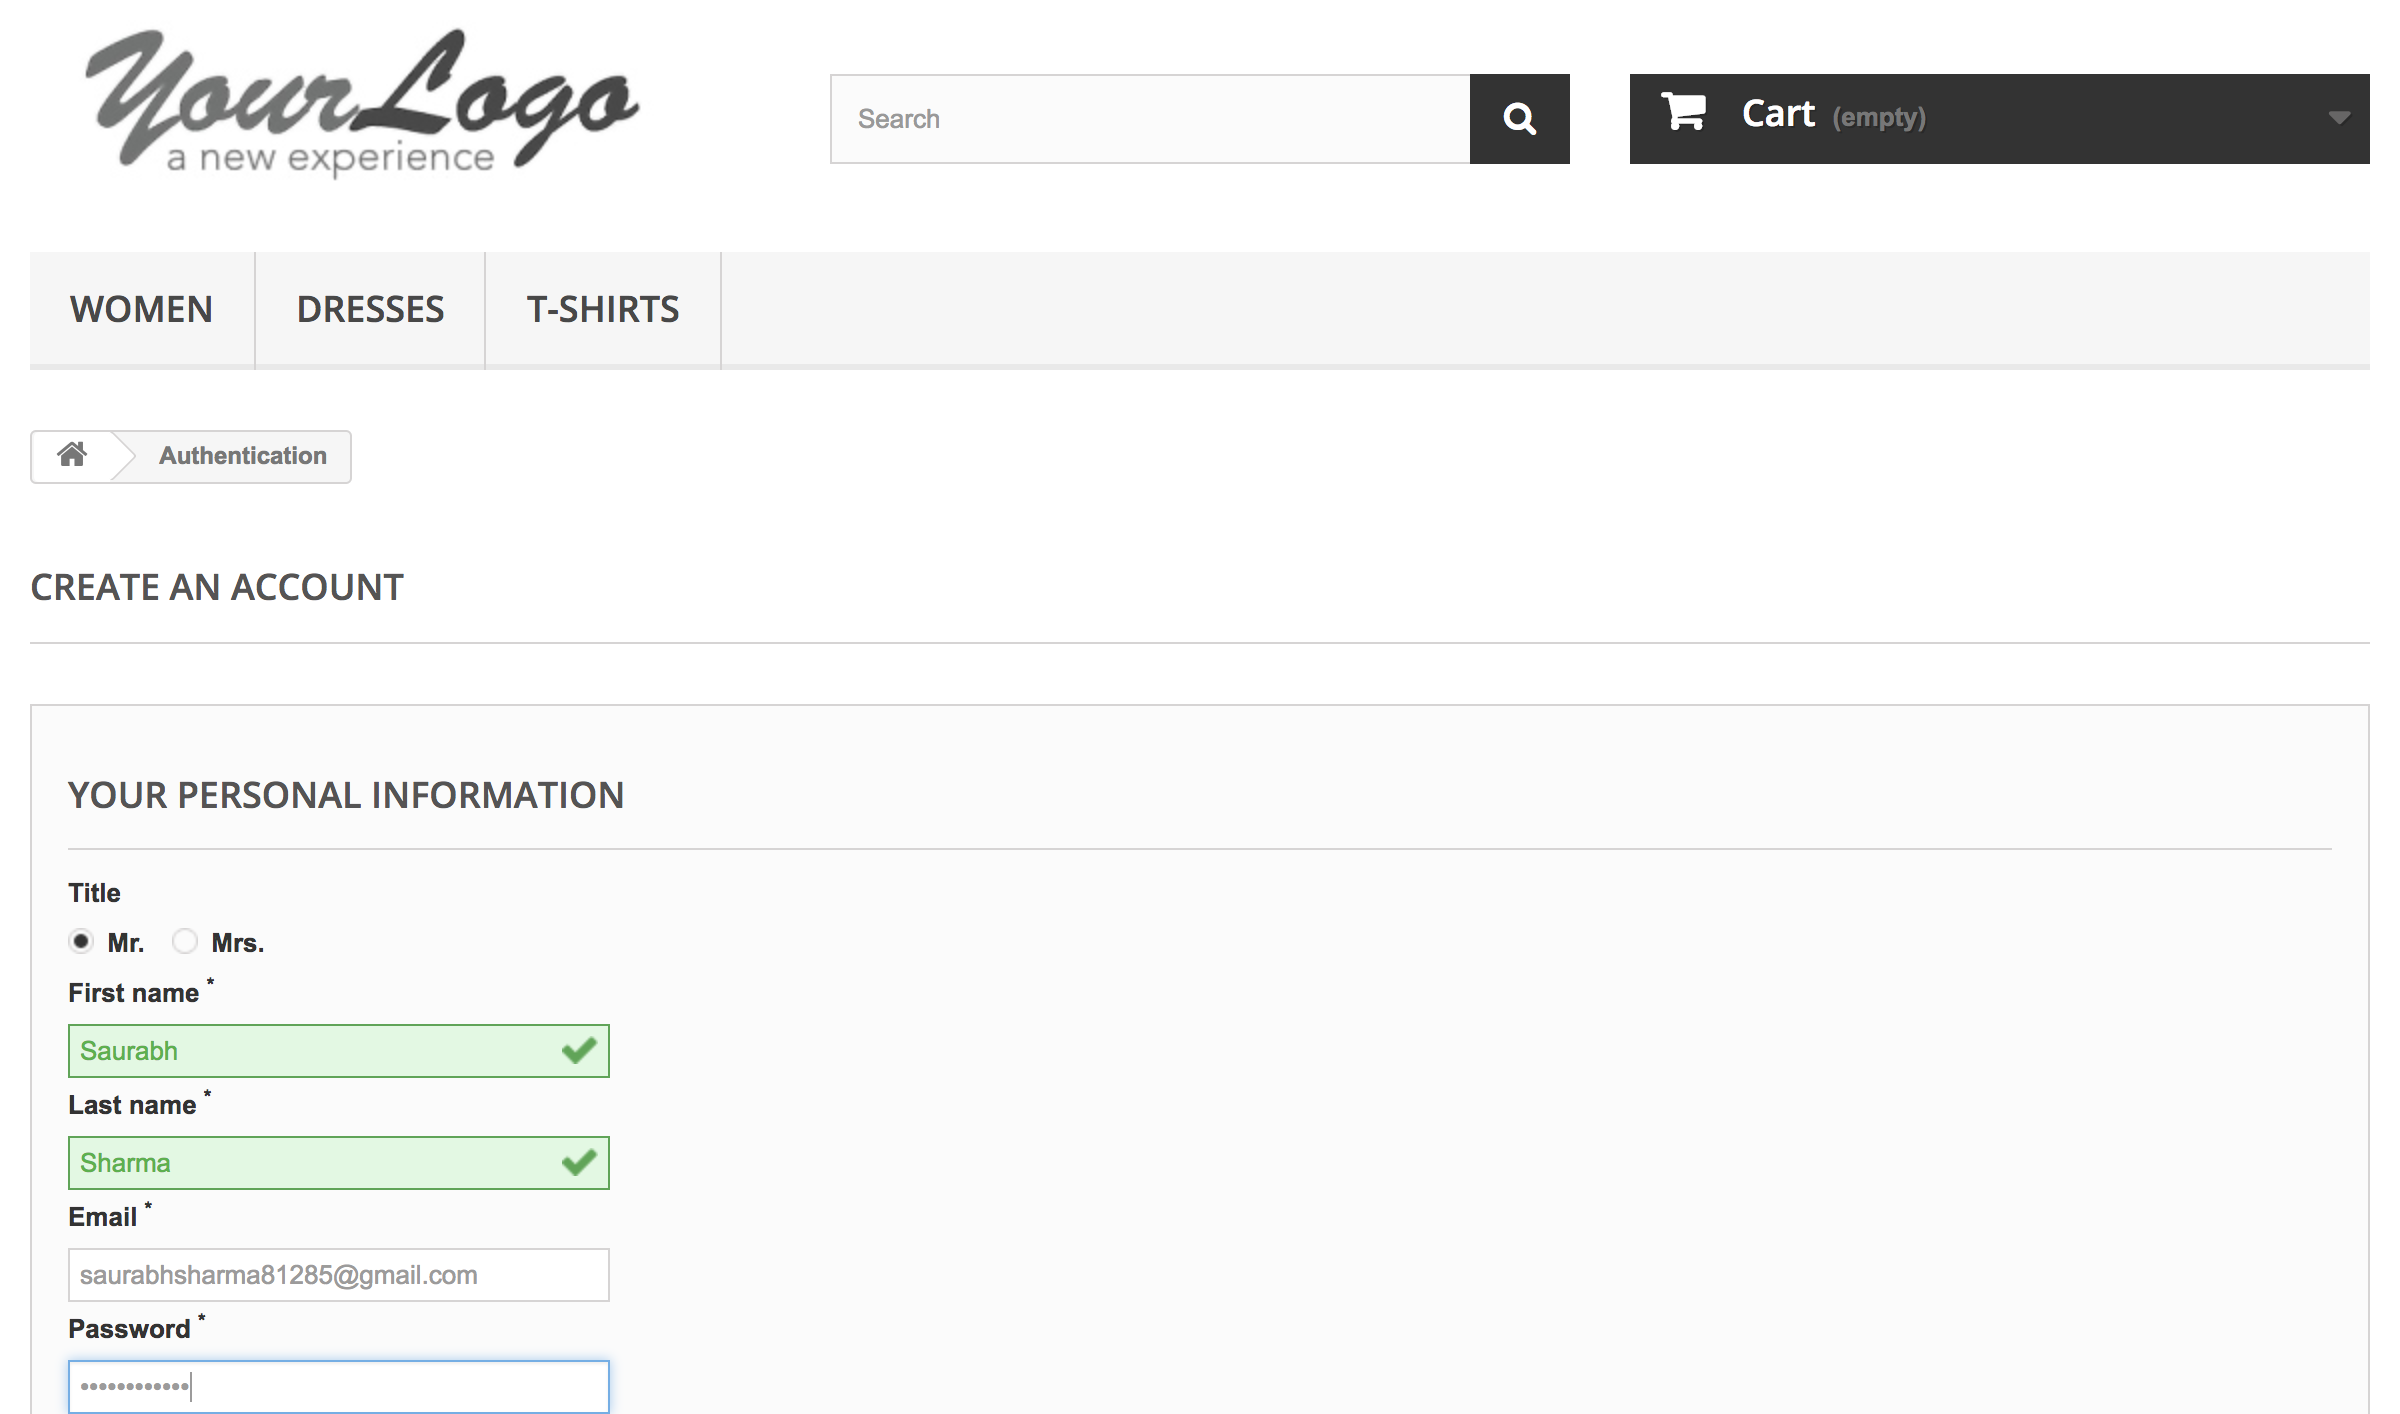 YourLogo
a new experience
Search
Cart (empty)
WOMEN DRESSES T-SHIRTS
Authentication
CREATE AN ACCOUNT
YOUR PERSONAL INFORMATION
Title
Mr. Mrs.
First name *
Saurabh
Last name *
Sharma
Email *
saurabhsharma81285@gmail.com
Password *
••••••••••••